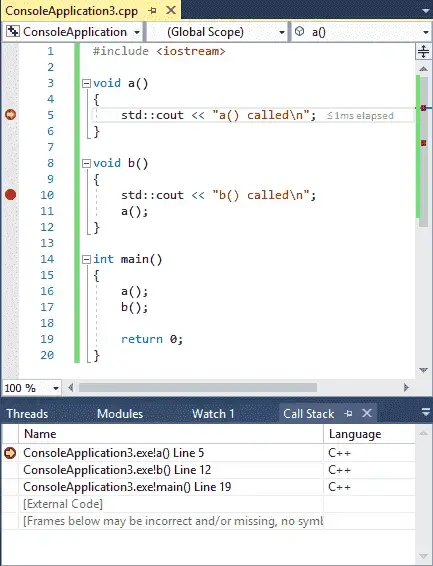 ConsoleApplication3.cpp
ConsoleApplication (Global Scope) a()
1 #include <iostream>
2
3 void a()
4 {
5 std::cout << "a() called\n"; ≤1ms elapsed
6 }
7
8 void b()
9 {
10 std::cout << "b() called\n";
11 a();
12 }
13
14 int main()
15 {
16 a();
17 b();
18
19 return 0;
20 }
100 %
Threads Modules Watch 1 Call Stack
Name Language
ConsoleApplication3.exe!a() Line 5 C++
ConsoleApplication3.exe!b() Line 12 C++
ConsoleApplication3.exe!main() Line 19 C++
[External Code]
[Frames below may be incorrect and/or missing, no symb